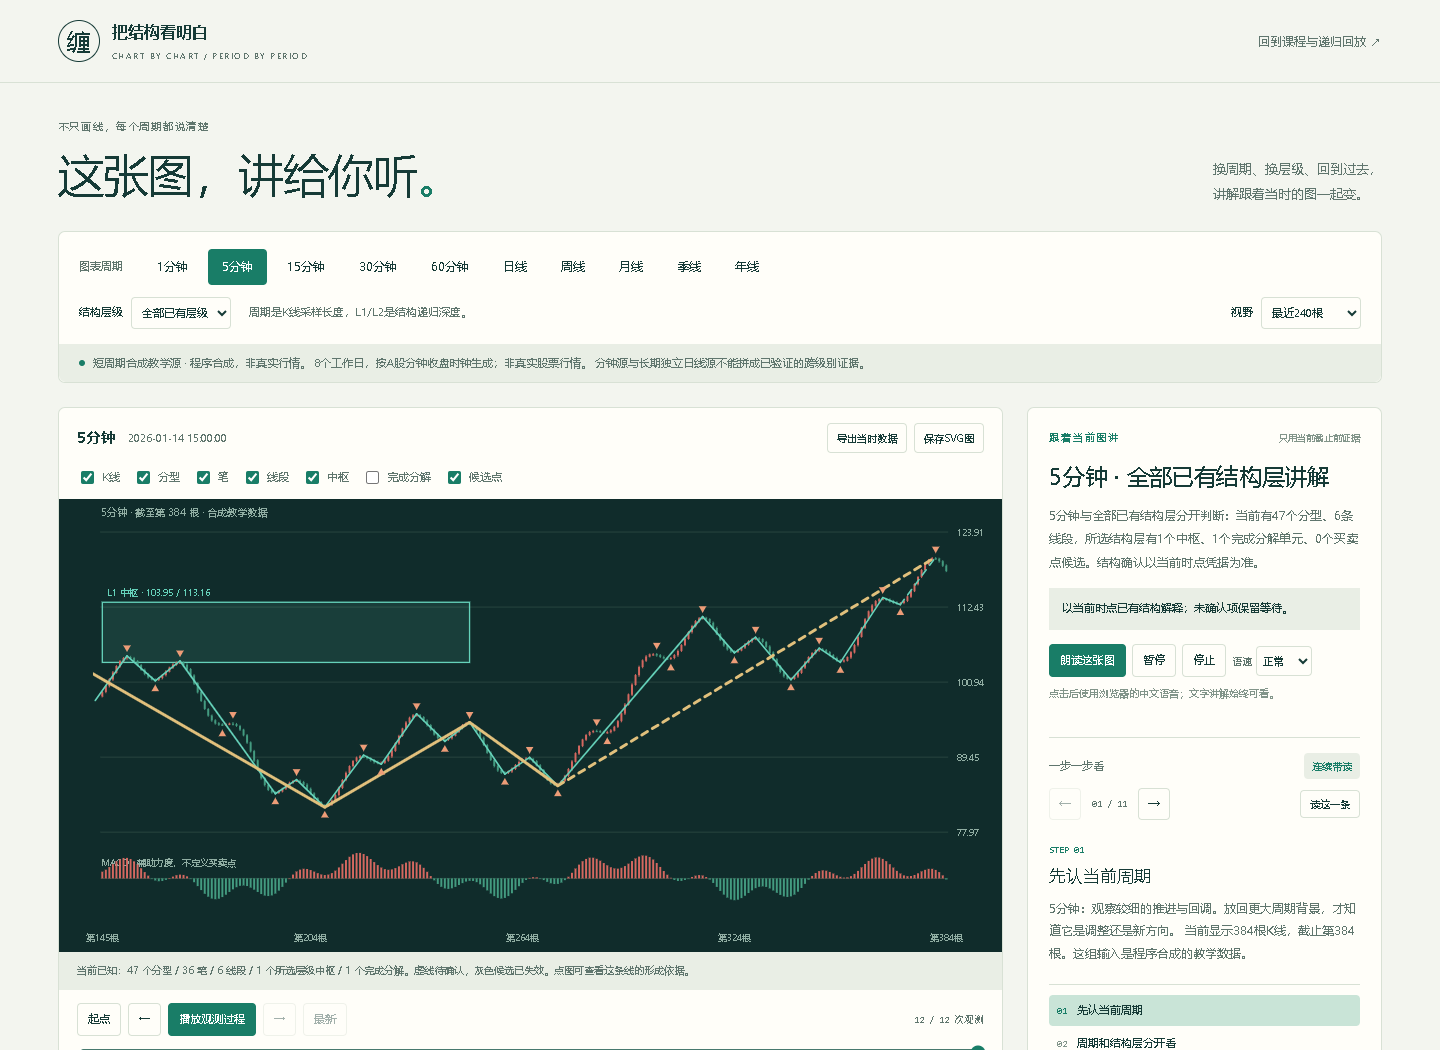 缠
把结构看明白
CHART BY CHART / PERIOD BY PERIOD
回到课程与递归回放 ↗
不只画线，每个周期都说清楚
这张图，讲给你听。
换周期、换层级、回到过去，
讲解跟着当时的图一起变。
图表周期 1分钟 5分钟 15分钟 30分钟 60分钟 日线 周线 月线 季线 年线
结构层级 全部已有层级 周期是K线采样长度，L1/L2是结构递归深度。 视野 最近240根
短周期合成教学源 · 程序合成，非真实行情。 8个工作日，按A股分钟收盘时钟生成；非真实股票行情。 分钟源与长期独立日线源不能拼成已验证的跨级别证据。
5分钟 2026-01-14 15:00:00 导出当时数据 保存SVG图
K线 分型 笔 线段 中枢 完成分解 候选点
5分钟 · 截至第 384 根 · 合成教学数据
123.91
L1 中枢 · 103.95 / 113.16
112.43
100.94
89.45
77.97
MACD · 辅助力度，不定义买卖点
第145根 第204根 第264根 第324根 第384根
当前已知：47 个分型 / 36 笔 / 6 线段 / 1 个所选层级中枢 / 1 个完成分解。虚线待确认，灰色候选已失效。点图可查看这条线的形成依据。
起点 ← 播放观测过程 → 最新 12 / 12 次观测
跟着当前图讲 只用当前截止前证据
5分钟 · 全部已有结构层讲解
5分钟与全部已有结构层分开判断：当前有47个分型、6条
线段，所选结构层有1个中枢、1个完成分解单元、0个买卖
点候选。结构确认以当前时点凭据为准。
以当前时点已有结构解释；未确认项保留等待。
朗读这张图 暂停 停止 语速 正常
点击后使用浏览器的中文语音；文字讲解始终可看。
一步一步看 连续带读
← 01 / 11 → 读这一条
STEP 01
先认当前周期
5分钟：观察较细的推进与回调。放回更大周期背景，才知
道它是调整还是新方向。 当前显示384根K线，截止第384
根。这组输入是程序合成的教学数据。
01 先认当前周期
02 周期和结构层分开看